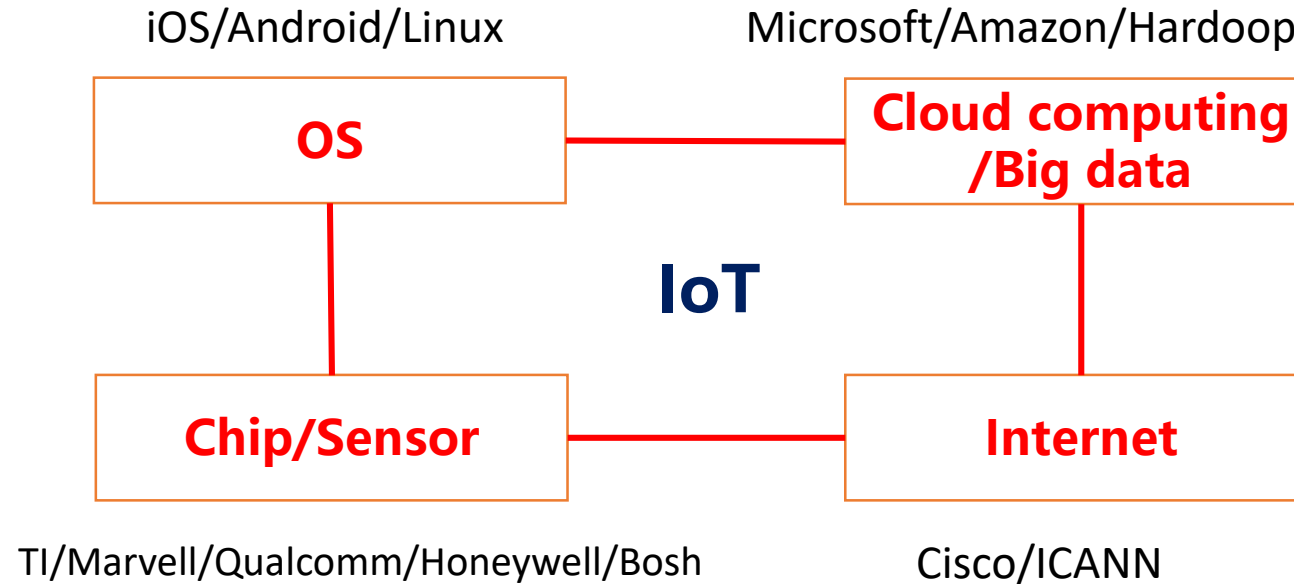 iOS/Android/Linux
Microsoft/Amazon/Hardoop
OS
Cloud computing
/Big data
IoT
Chip/Sensor
Internet
TI/Marvell/Qualcomm/Honeywell/Bosh
Cisco/ICANN